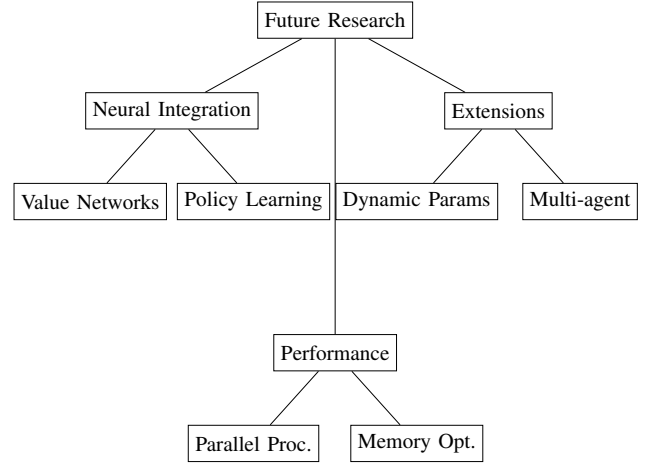 Future Research
Neural Integration
Extensions
Value Networks
Policy Learning
Dynamic Params
Multi-agent
Performance
Parallel Proc.
Memory Opt.